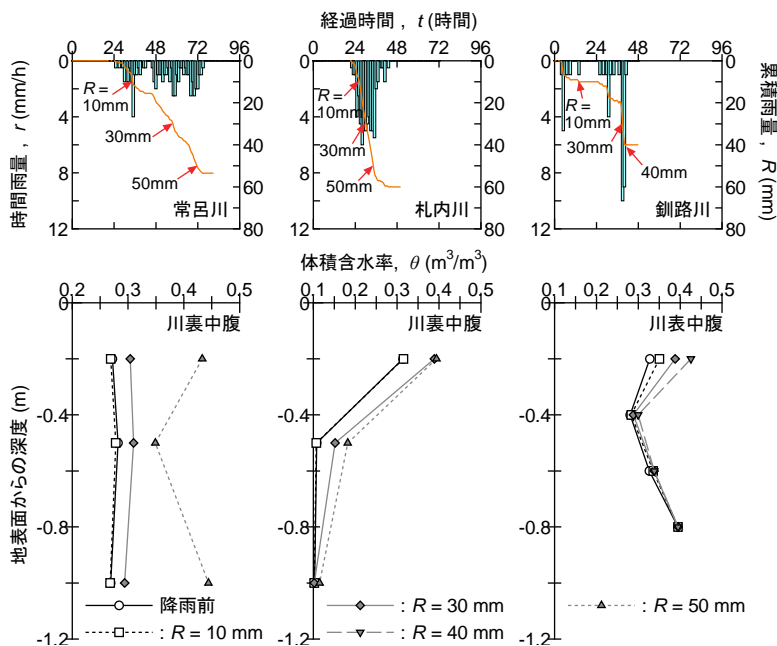 経過時間 , t (時間)
0 24 48 72 96
0 24 48 72 96
0 24 48 72 96
時間雨量 , r (mm/h)
0
4
8
12
0
20
40
60
80
R =
10mm
30mm
50mm
常呂川
0
4
8
12
0
20
40
60
80
R =
10mm
30mm
50mm
札内川
0
4
8
12
0
20
40
60
80
R =
10mm
30mm
40mm
釧路川
累積雨量 , R (mm)
体積含水率, θ (m³/m³)
0.2 0.3 0.4 0.5
0.1 0.2 0.3 0.4 0.5
0.1 0.2 0.3 0.4 0.5
川裏中腹
川裏中腹
川表中腹
地表面からの深度 (m)
0
-0.4
-0.8
-1.2
0
-0.4
-0.8
-1.2
0
-0.4
-0.8
-1.2
降雨前
: R = 10 mm
: R = 30 mm
: R = 40 mm
: R = 50 mm